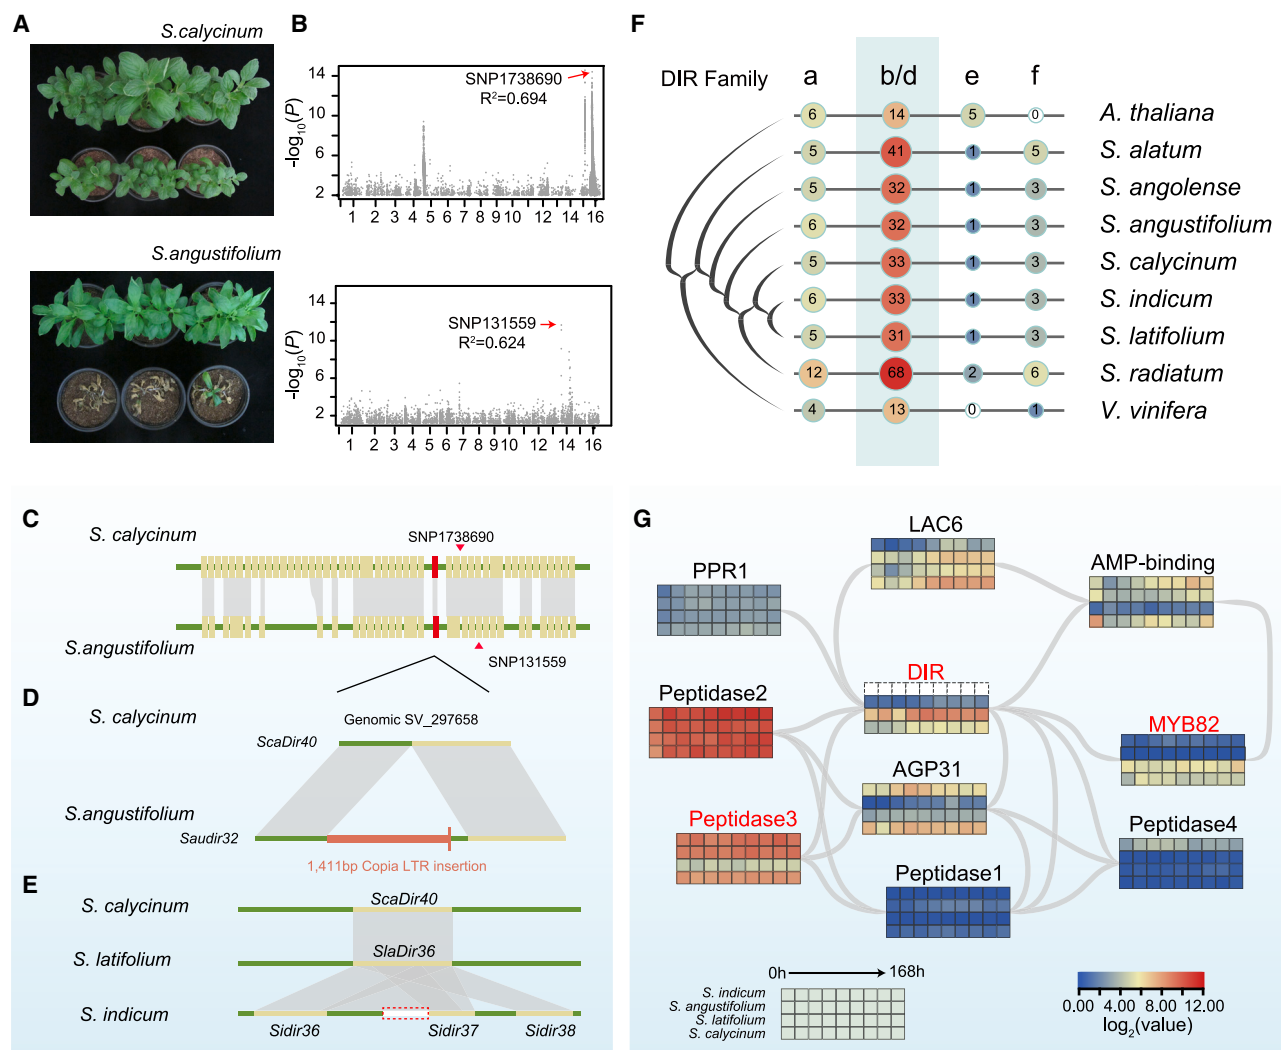 A
S.calycinum
S.angustifolium
B
SNP1738690
R²=0.694
-log10(P)
14
10
6
2
1 2 3 4 5 6 7 8 9 10 12 14 16
SNP131559
R²=0.624
-log10(P)
14
10
6
2
1 2 3 4 5 6 7 8 9 10 12 14 16
F
DIR Family a b/d e f
6 14 5 0 A. thaliana
5 41 1 5 S. alatum
5 32 1 3 S. angolense
6 32 1 3 S. angustifolium
5 33 1 3 S. calycinum
6 33 1 3 S. indicum
5 31 1 3 S. latifolium
12 68 2 6 S. radiatum
4 13 0 1 V. vinifera
C
S. calycinum
SNP1738690
S.angustifolium
SNP131559
D
S. calycinum
Genomic SV_297658
ScaDir40
S.angustifolium
Saudir32
1,411bp Copia LTR insertion
E
S. calycinum
ScaDir40
S. latifolium
SlaDir36
S. indicum
Sidir36 Sidir37 Sidir38
G
LAC6
PPR1
AMP-binding
DIR
Peptidase2
MYB82
AGP31
Peptidase3
Peptidase4
Peptidase1
0h 168h
S. indicum
S. angustifolium
S. latifolium
S. calycinum
0.00 4.00 8.00 12.00
log2(value)